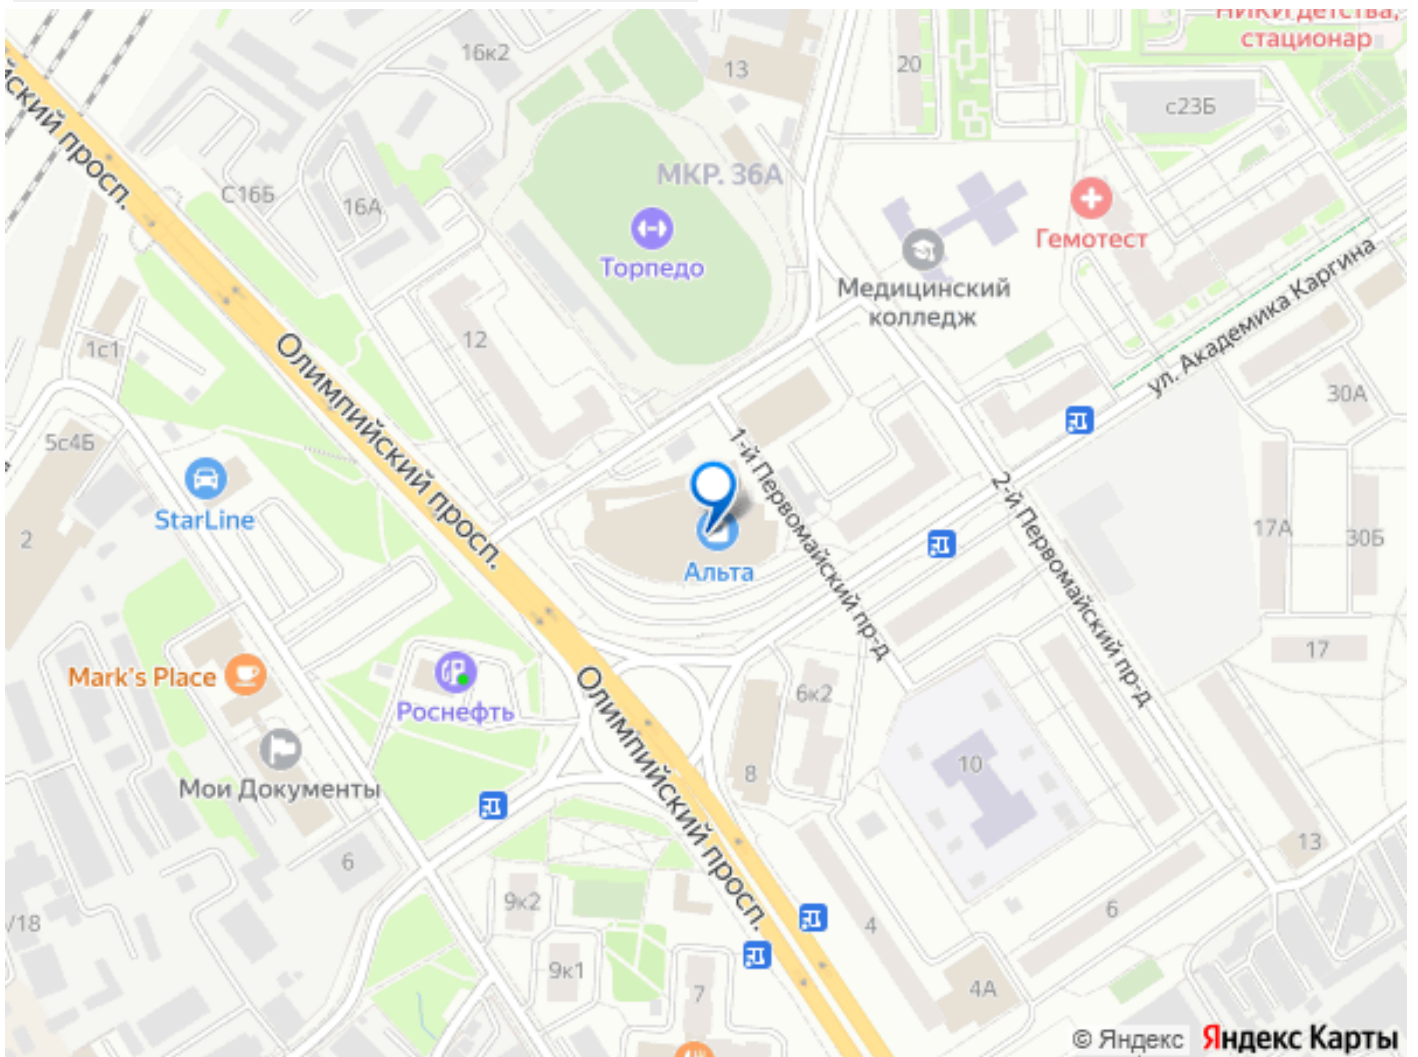 НИКИ детства,
стационар
16к2
13
20
с23Б
йский просп.
МКР. 36А
С16Б
16А
Торпедо
Гемотест
Медицинский
колледж
ул. Академика Каргина
12
1с1
Олимпийский просп.
30А
5с4Б
1-й Первомайский пр-д
2-й Первомайский пр-д
StarLine
2
17А
30Б
Альта
17
Mark's Place
Роснефть
6к2
Олимпийский просп.
Мои Документы
8
10
6
13
9к2
/18
4
6
9к1
7
4А
© Яндекс Яндекс Карты